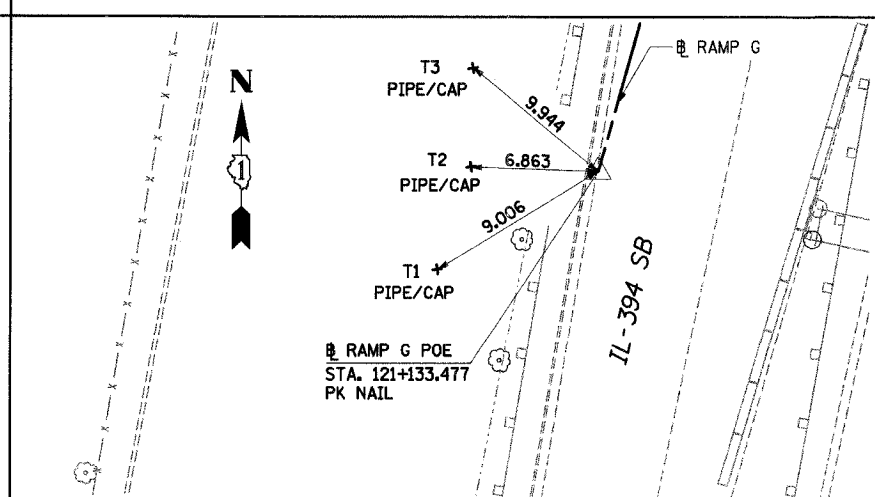 T3
PIPE/CAP
N
9.944
RAMP G
T2
PIPE/CAP
6.863
1
9.006
T1
PIPE/CAP
IL-394 SB
RAMP G POE
STA. 121+133.477
PK NAIL